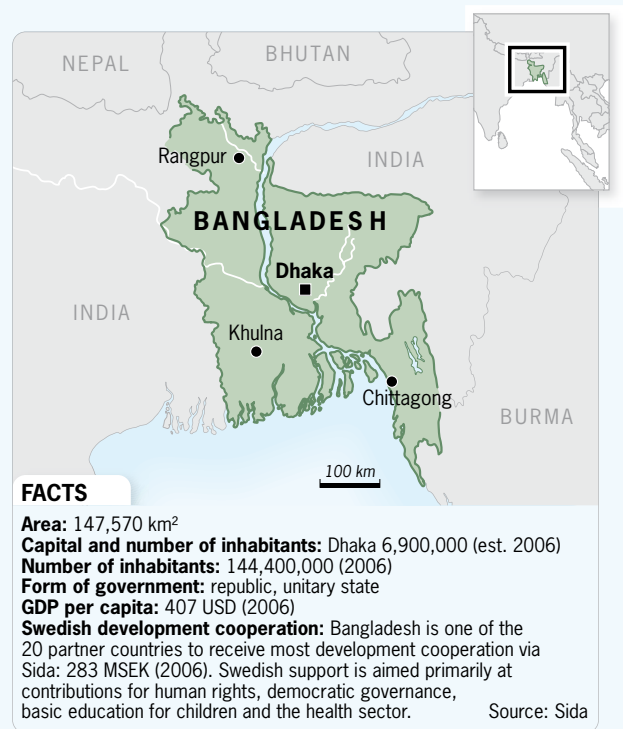 NEPAL
BHUTAN
Rangpur
INDIA
BANGLADESH
Dhaka
INDIA
Khulna
Chittagong
BURMA
100 km
FACTS
Area: 147,570 km²
Capital and number of inhabitants: Dhaka 6,900,000 (est. 2006)
Number of inhabitants: 144,400,000 (2006)
Form of government: republic, unitary state
GDP per capita: 407 USD (2006)
Swedish development cooperation: Bangladesh is one of the
20 partner countries to receive most development cooperation via
Sida: 283 MSEK (2006). Swedish support is aimed primarily at
contributions for human rights, democratic governance,
basic education for children and the health sector. Source: Sida